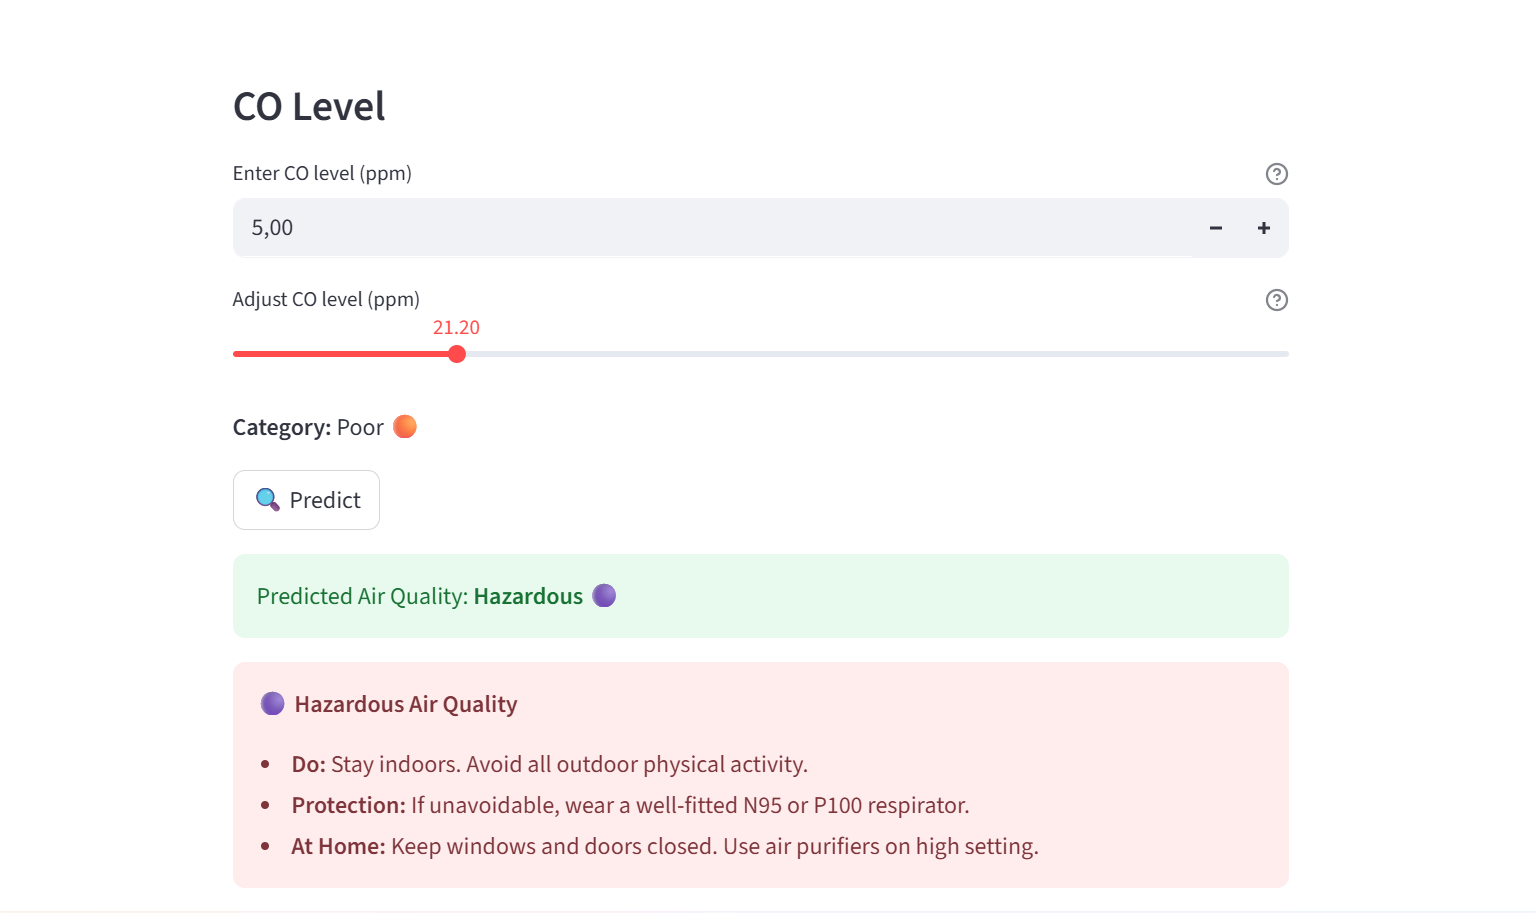 CO Level
Enter CO level (ppm)
5,00
Adjust CO level (ppm)
21.20
Category: Poor
Predict
Predicted Air Quality: Hazardous
Hazardous Air Quality
Do: Stay indoors. Avoid all outdoor physical activity.
Protection: If unavoidable, wear a well-fitted N95 or P100 respirator.
At Home: Keep windows and doors closed. Use air purifiers on high setting.